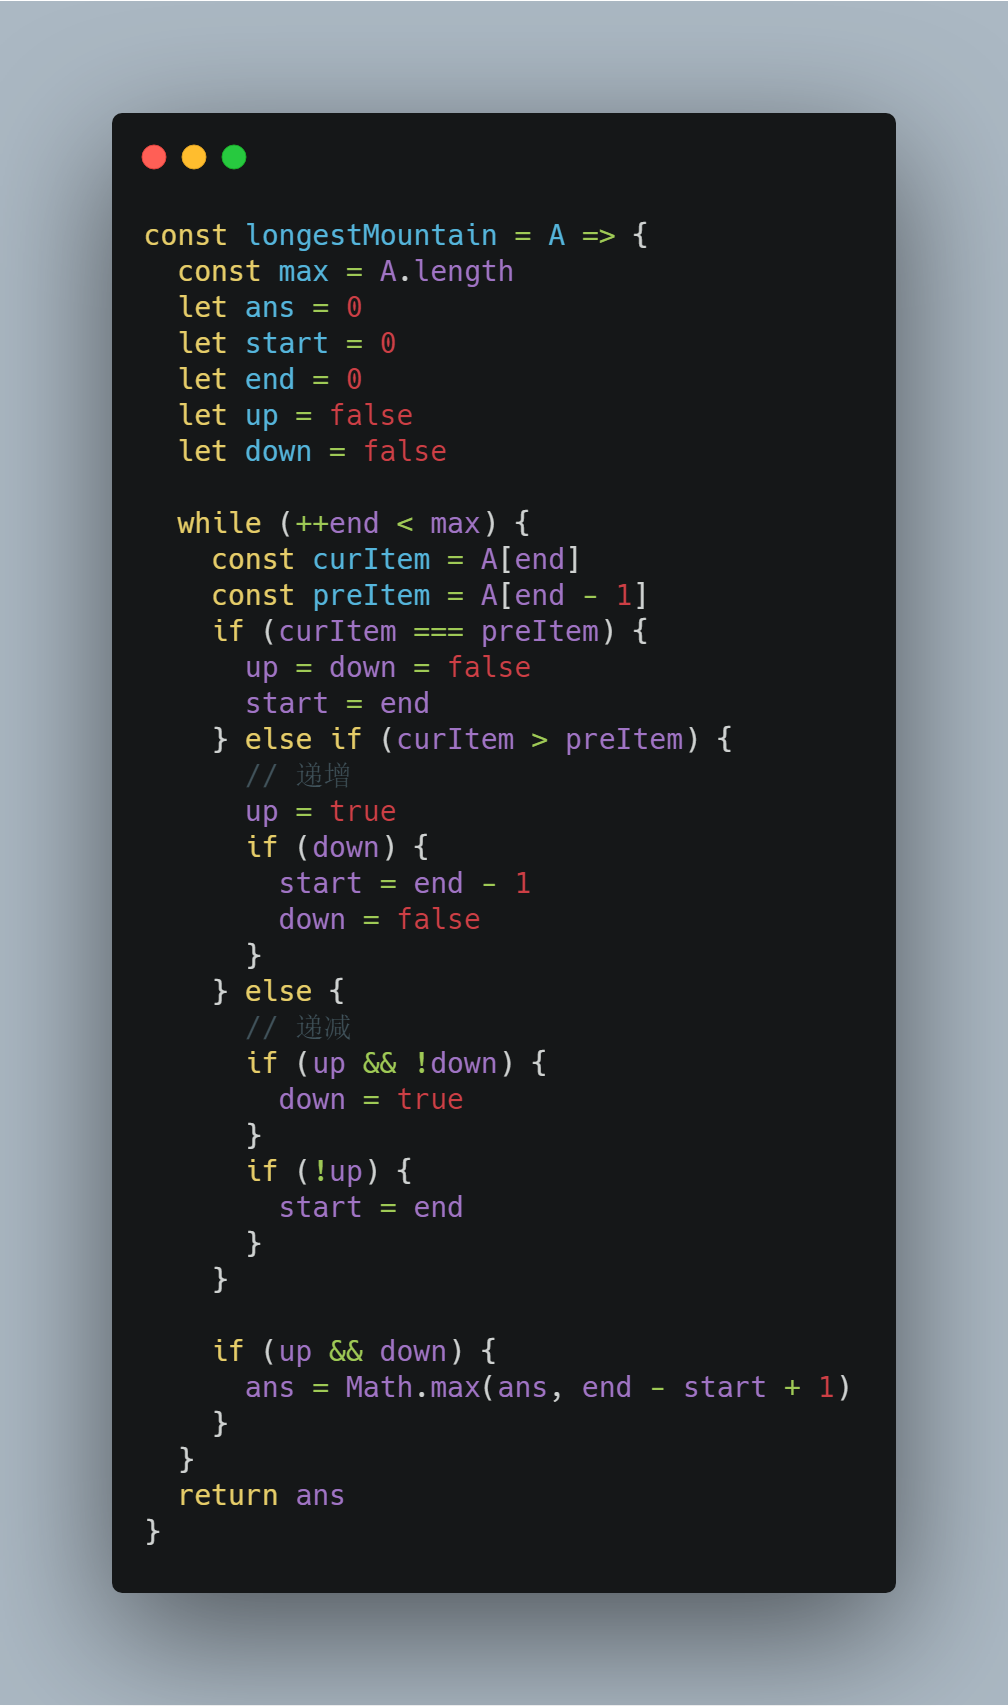 const longestMountain = A => {
  const max = A.length
  let ans = 0
  let start = 0
  let end = 0
  let up = false
  let down = false

  while (++end < max) {
    const curItem = A[end]
    const preItem = A[end - 1]
    if (curItem === preItem) {
      up = down = false
      start = end
    } else if (curItem > preItem) {
      // 递增
      up = true
      if (down) {
        start = end - 1
        down = false
      }
    } else {
      // 递减
      if (up && !down) {
        down = true
      }
      if (!up) {
        start = end
      }
    }

    if (up && down) {
      ans = Math.max(ans, end - start + 1)
    }
  }
  return ans
}